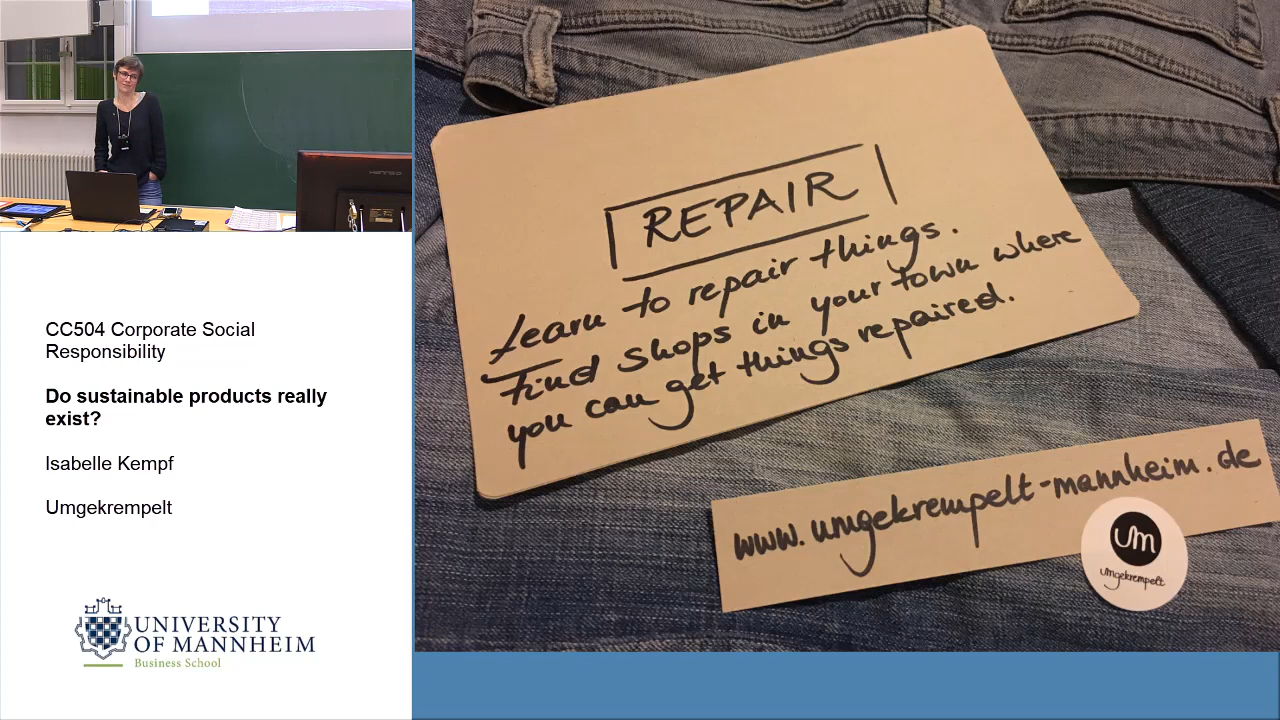 CC504 Corporate Social
Responsibility
Do sustainable products really
exist?
Isabelle Kempf
Umgekrempelt
UNIVERSITY
OF MANNHEIM
Business School
REPAIR
Learn to repair things.
Find shops in your town where
you can get things repaired.
www.umgekrempelt-mannheim.de
um
umgekrempelt